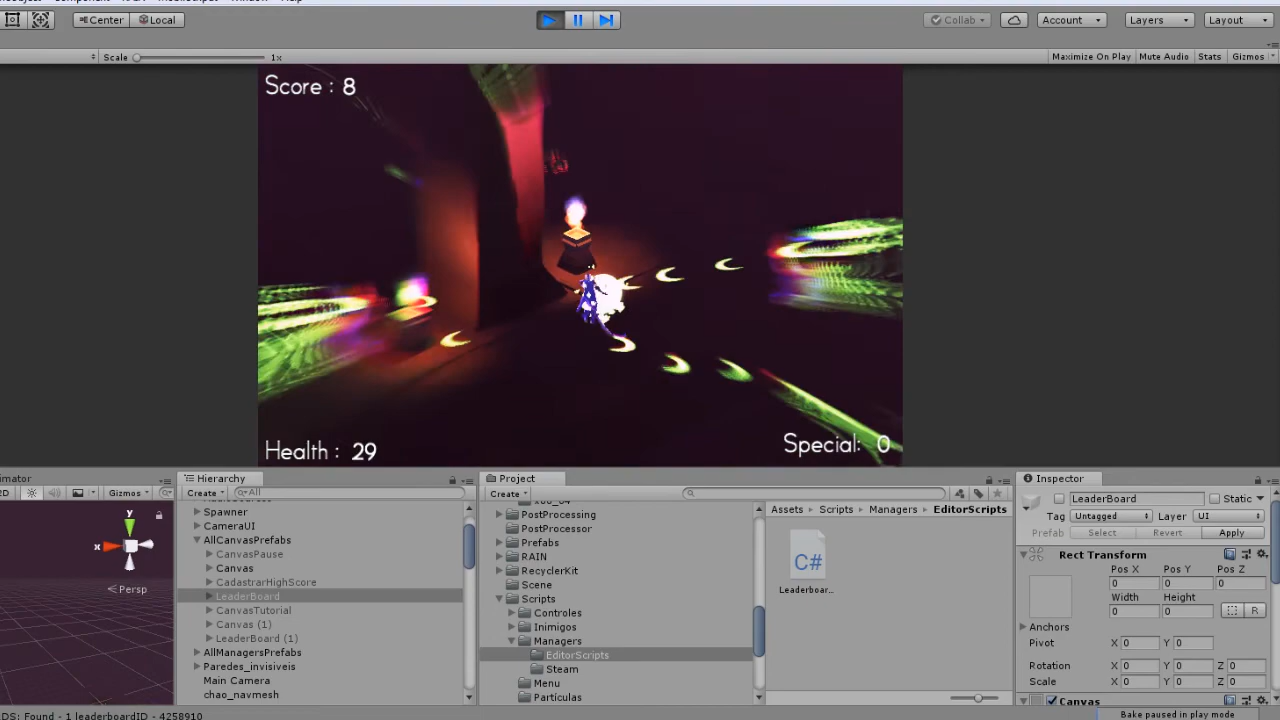 Center Local Collab Account Layers Layout
Scale 1x Maximize On Play Mute Audio Stats Gizmos
Score : 8
Health : 29
Special: 0
Hierarchy Project Inspector
Gizmos Create All Create
LeaderBoard Static
Tag Untagged Layer UI
Prefab Select Revert Apply
Spawner
CameraUI
AllCanvasPrefabs
CanvasPause
Canvas
CadastrarHighScore
LeaderBoard
CanvasTutorial
Canvas (1)
LeaderBoard (1)
AllManagersPrefabs
Paredes_invisiveis
Main Camera
chao_navmesh
y
x
Persp
PostProcessing
PostProcessor
Prefabs
RAIN
RecyclerKit
Scene
Scripts
Controles
Inimigos
Managers
EditorScripts
Steam
Menu
Particulas
Assets Scripts Managers EditorScripts
C#
Leaderboar...
Rect Transform
Pos X Pos Y Pos Z
0 0 0
Width Height
0 0 R
Anchors
Pivot X 0 Y 0
Rotation X 0 Y 0 Z 0
Scale X 0 Y 0 Z 0
Canvas
DS: Found - 1 leaderboardID - 4258910
Bake paused in play mode